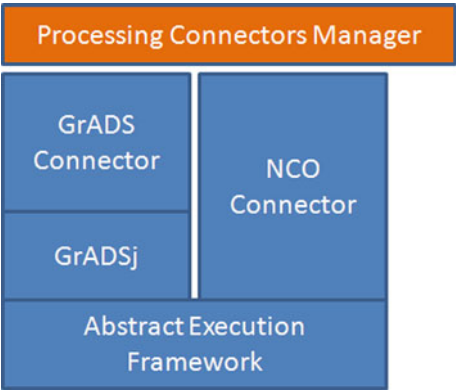 Processing Connectors Manager
GrADS
Connector
NCO
Connector
GrADSj
Abstract Execution
Framework